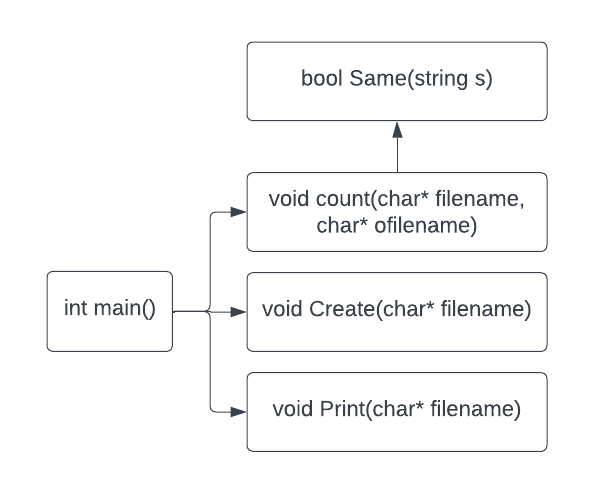 bool Same(string s)
void count(char* filename,
char* ofilename)
int main()
void Create(char* filename)
void Print(char* filename)